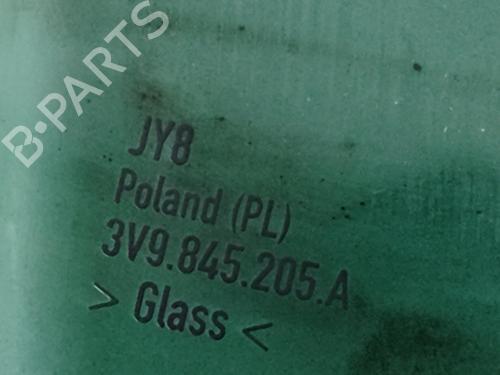 B-PARTS
JY8
Poland (PL)
3V9.845.205.A
> Glass <